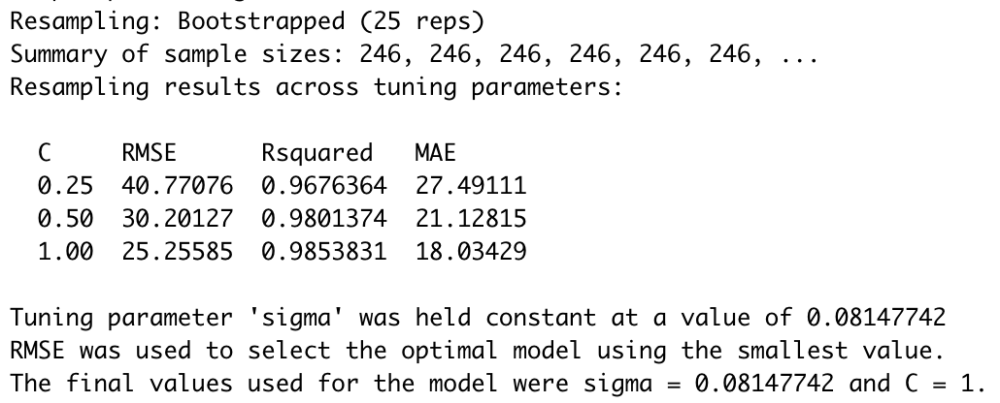 Resampling: Bootstrapped (25 reps)
Summary of sample sizes: 246, 246, 246, 246, 246, 246, ...
Resampling results across tuning parameters:
C RMSE Rsquared MAE
0.25 40.77076 0.9676364 27.49111
0.50 30.20127 0.9801374 21.12815
1.00 25.25585 0.9853831 18.03429
Tuning parameter 'sigma' was held constant at a value of 0.08147742
RMSE was used to select the optimal model using the smallest value.
The final values used for the model were sigma = 0.08147742 and C = 1.